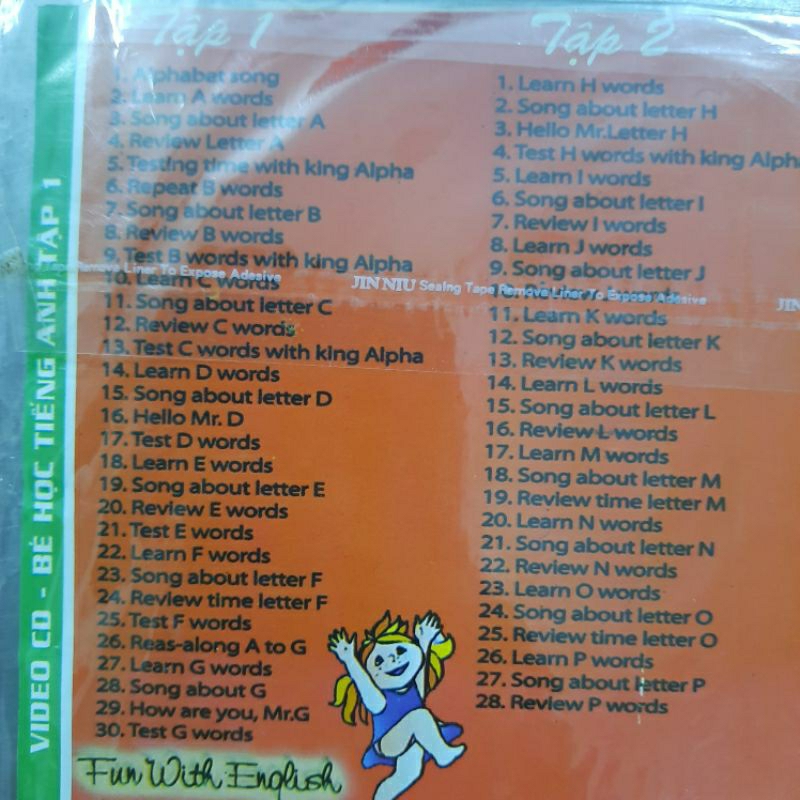 Tập 1
1. Alphabat song
2. Learn A words
3. Song about letter A
4. Review Letter A
5. Testing time with king Alpha
6. Repeat B words
7. Song about letter B
8. Review B words
9. Test B words with king Alpha
10. Learn C words
11. Song about letter C
12. Review C words
13. Test C words with king Alpha
14. Learn D words
15. Song about letter D
16. Hello Mr. D
17. Test D words
18. Learn E words
19. Song about letter E
20. Review E words
21. Test E words
22. Learn F words
23. Song about letter F
24. Review time letter F
25. Test F words
26. Reas-along A to G
27. Learn G words
28. Song about G
29. How are you, Mr.G
30. Test G words
Tập 2
1. Learn H words
2. Song about letter H
3. Hello Mr.Letter H
4. Test H words with king Alpha
5. Learn I words
6. Song about letter I
7. Review I words
8. Learn J words
9. Song about letter J
11. Learn K words
12. Song about letter K
13. Review K words
14. Learn L words
15. Song about letter L
16. Review L words
17. Learn M words
18. Song about letter M
19. Review time letter M
20. Learn N words
21. Song about letter N
22. Review N words
23. Learn O words
24. Song about letter O
25. Review time letter O
26. Learn P words
27. Song about letter P
28. Review P words
Tape Remove Liner To Expose Adesive JIN NIU Sealng Tape Remove Liner To Expose Adesive JIN
VIDEO CD - BÉ HỌC TIẾNG ANH TẬP 1
Fun With English